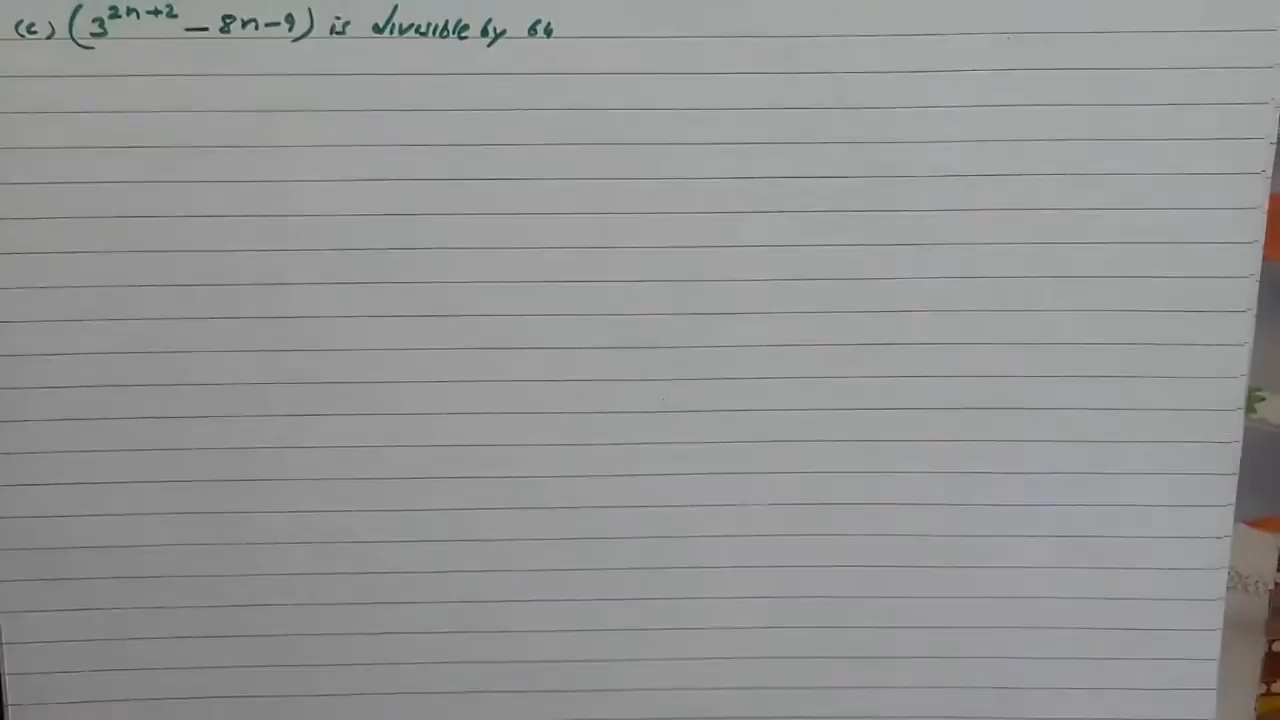 (c) (3^{2n+2} - 8n - 9) is divisible by 64